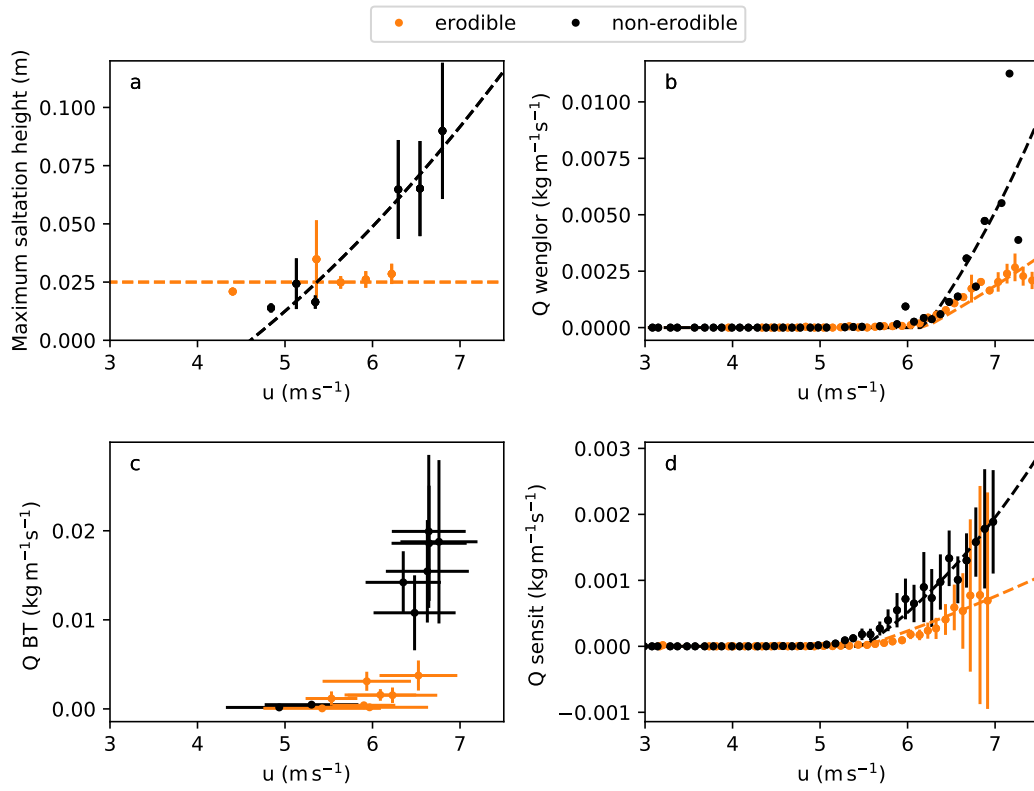 erodible non-erodible
a
Maximum saltation height (m)
0.100
0.075
0.050
0.025
0.000
3 4 5 6 7
u (m s⁻¹)
b
Q wenglor (kg m⁻¹s⁻¹)
0.0100
0.0075
0.0050
0.0025
0.0000
3 4 5 6 7
u (m s⁻¹)
c
Q BT (kg m⁻¹s⁻¹)
0.02
0.01
0.00
3 4 5 6 7
u (m s⁻¹)
d
Q sensit (kg m⁻¹s⁻¹)
0.003
0.002
0.001
0.000
−0.001
3 4 5 6 7
u (m s⁻¹)